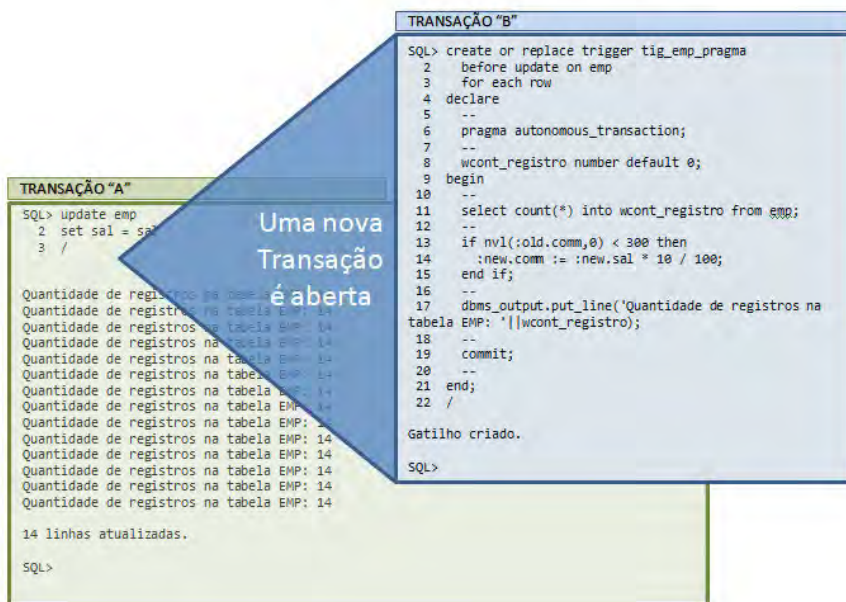 TRANSAÇÃO "B"
SQL> create or replace trigger tig_emp_pragma
2 before update on emp
3 for each row
4 declare
5 --
6 pragma autonomous_transaction;
7 --
8 wcont_registro number default 0;
9 begin
10 --
11 select count(*) into wcont_registro from emp;
12 --
13 if nvl(:old.comm,0) < 300 then
14 :new.comm := :new.sal * 10 / 100;
15 end if;
16 --
17 dbms_output.put_line('Quantidade de registros na
tabela EMP: '||wcont_registro);
18 --
19 commit;
20 --
21 end;
22 /
Gatilho criado.
SQL>
TRANSAÇÃO "A"
SQL> update emp
2 set sal =
3 /
Uma nova
Transação
é aberta
Quantidade de registros na tabela EMP: 14
Quantidade de registros na tabela EMP: 14
Quantidade de registros na tabela EMP: 14
Quantidade de registros na tabela EMP: 14
Quantidade de registros na tabela EMP: 14
Quantidade de registros na tabela EMP: 14
Quantidade de registros na tabela EMP: 14
Quantidade de registros na tabela EMP: 14
Quantidade de registros na tabela EMP: 14
Quantidade de registros na tabela EMP: 14
Quantidade de registros na tabela EMP: 14
Quantidade de registros na tabela EMP: 14
Quantidade de registros na tabela EMP: 14
Quantidade de registros na tabela EMP: 14
14 linhas atualizadas.
SQL>